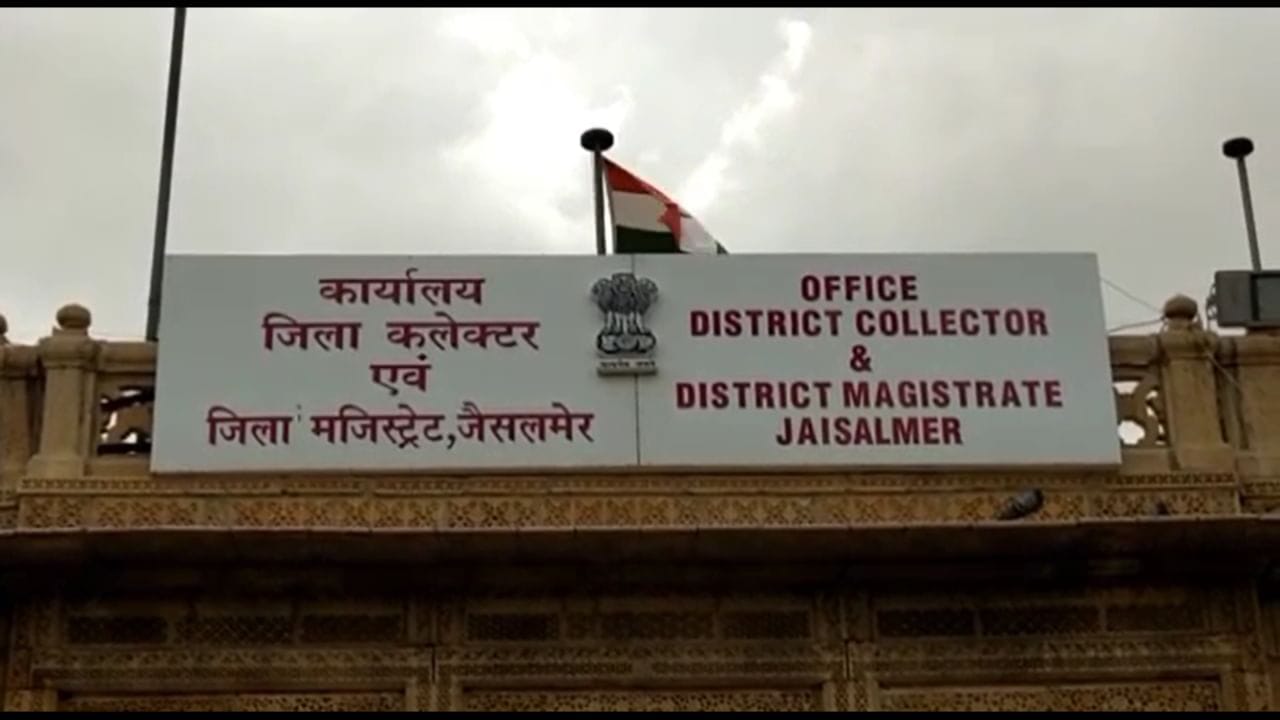 कार्यालय
जिला कलेक्टर
एवं
जिला मजिस्ट्रेट,जैसलमेर
OFFICE
DISTRICT COLLECTOR
&
DISTRICT MAGISTRATE
JAISALMER